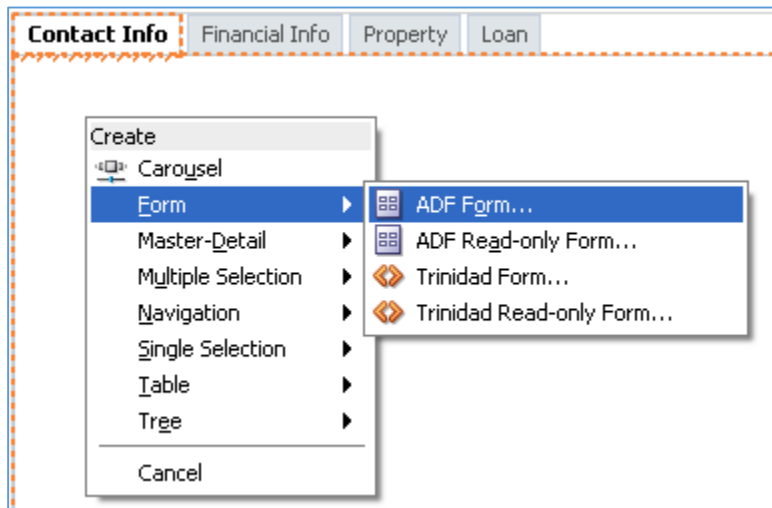 Contact Info Financial Info Property Loan
Create
Carousel
Form
ADF Form...
ADF Read-only Form...
Trinidad Form...
Trinidad Read-only Form...
Master-Detail
Multiple Selection
Navigation
Single Selection
Table
Tree
Cancel